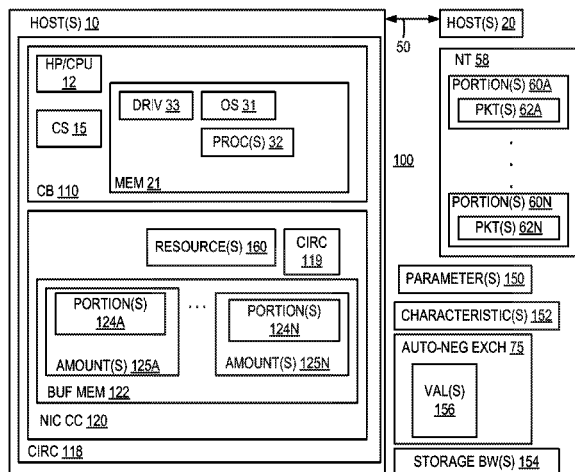 HOST(S) 10
HP/CPU
12
CS 15
DRIV 33
OS 31
PROC(S) 32
MEM 21
CB 110
RESOURCE(S) 160
CIRC
119
PORTION(S)
124A
AMOUNT(S) 125A
. . .
PORTION(S)
124N
AMOUNT(S) 125N
BUF MEM 122
NIC CC 120
CIRC 118
50
100
HOST(S) 20
NT 58
PORTION(S) 60A
PKT(S) 62A
.
.
.
PORTION(S) 60N
PKT(S) 62N
PARAMETER(S) 150
CHARACTERISTIC(S) 152
AUTO-NEG EXCH 75
VAL(S)
156
STORAGE BW(S) 154